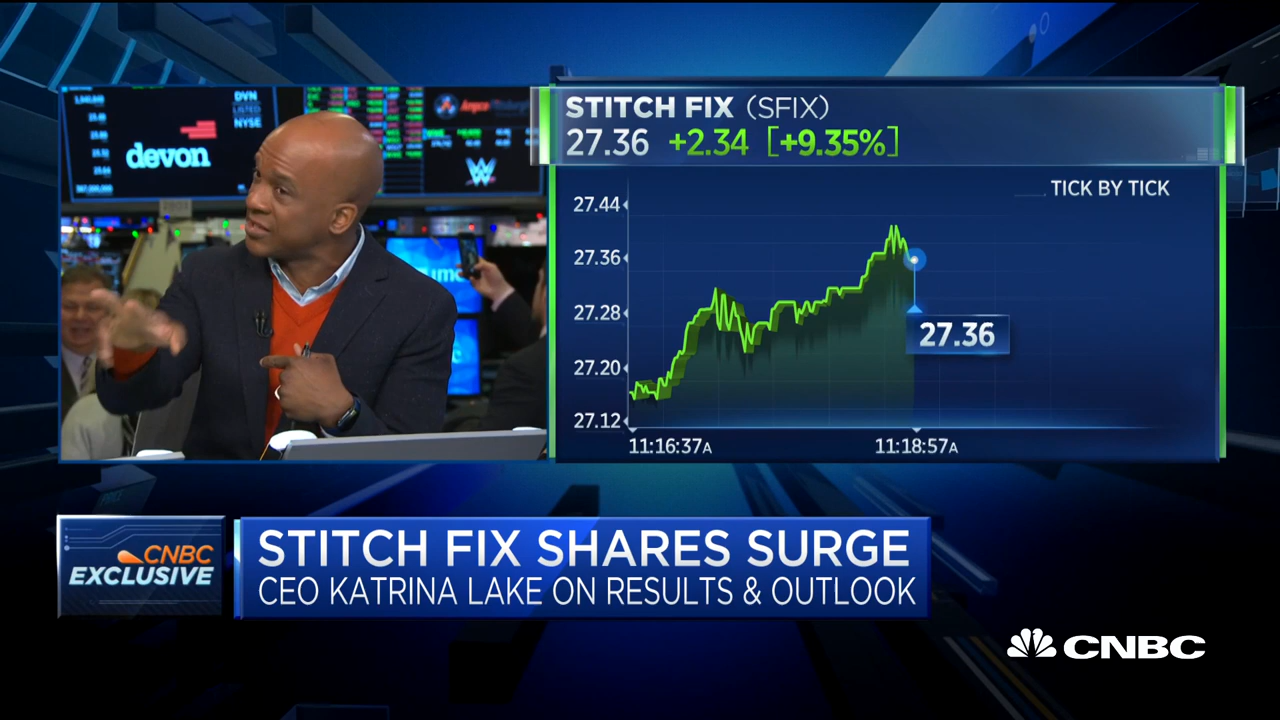 DVN
LISTED
NYSE
devon
STITCH FIX (SFIX)
27.36 +2.34 [+9.35%]
TICK BY TICK
27.44
27.36
27.28
27.20
27.12
27.36
11:16:37A
11:18:57A
CNBC
EXCLUSIVE
STITCH FIX SHARES SURGE
CEO KATRINA LAKE ON RESULTS & OUTLOOK
CNBC